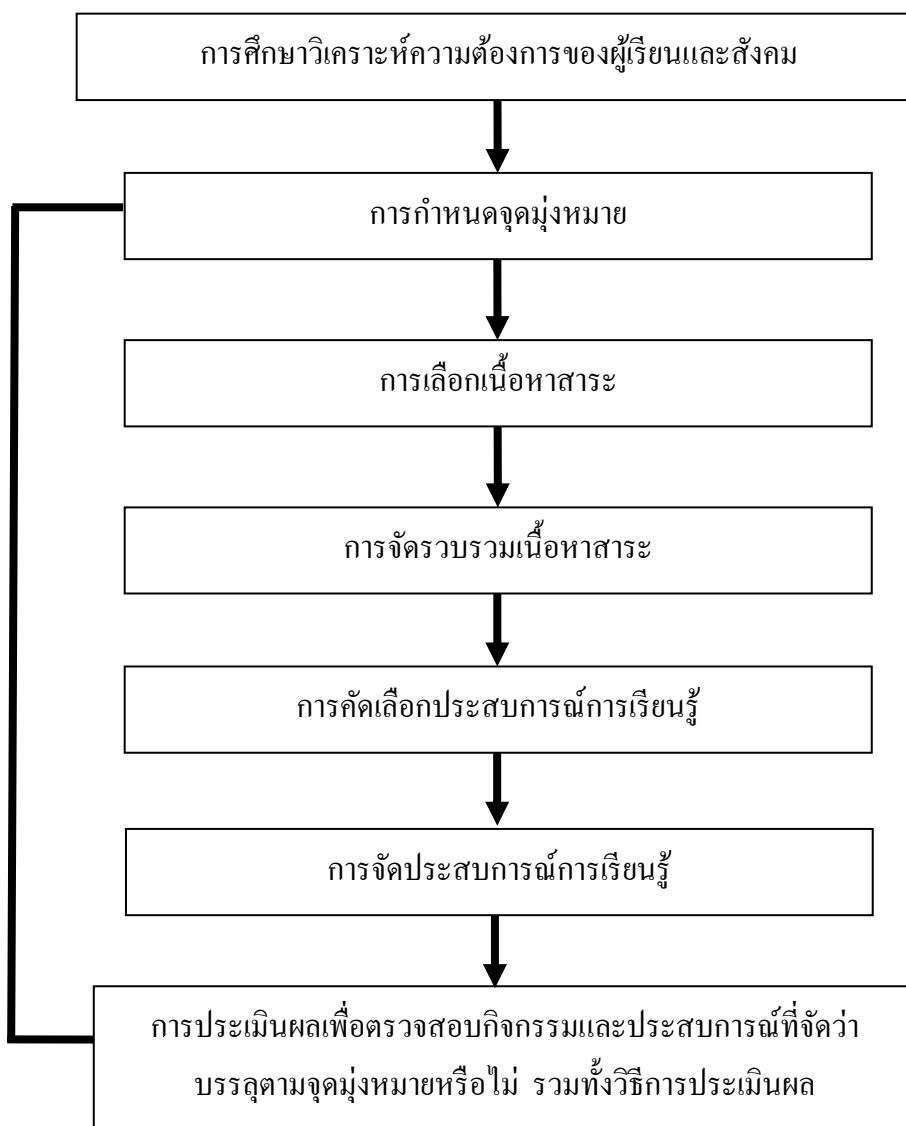 การศึกษาวิเคราะห์ความต้องการของผู้เรียนและสังคม
การกำหนดจุดมุ่งหมาย
การเลือกเนื้อหาสาระ
การจัดรวบรวมเนื้อหาสาระ
การคัดเลือกประสบการณ์การเรียนรู้
การจัดประสบการณ์การเรียนรู้
การประเมินผลเพื่อตรวจสอบกิจกรรมและประสบการณ์ที่จัดว่า
บรรลุตามจุดมุ่งหมายหรือไม่ รวมทั้งวิธีการประเมินผล